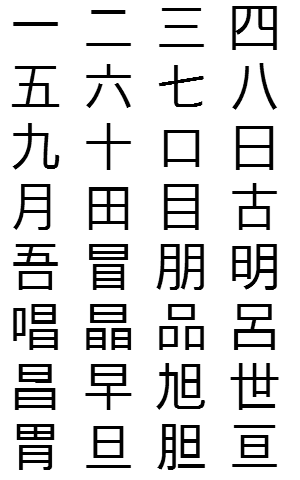 一 二 三 四
五 六 七 八
九 十 口 日
月 田 目 古
吾 冒 朋 明
唱 晶 品 呂
昌 早 旭 世
胃 旦 胆 亘